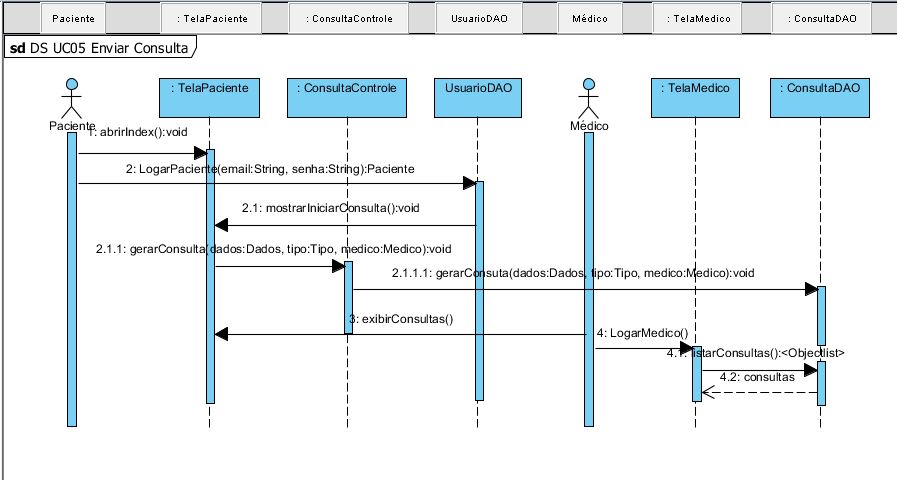 Paciente
: TelaPaciente
: ConsultaControle
UsuarioDAO
Médico
: TelaMedico
: ConsultaDAO
sd DS UC05 Enviar Consulta
: TelaPaciente
: ConsultaControle
UsuarioDAO
: TelaMedico
: ConsultaDAO
Paciente
Médico
1: abrirIndex():void
2: LogarPaciente(email:String, senha:String):Paciente
2.1: mostrarIniciarConsulta():void
2.1.1: gerarConsulta(dados:Dados, tipo:Tipo, medico:Medico):void
2.1.1.1: gerarConsuta(dados:Dados, tipo:Tipo, medico:Medico):void
3: exibirConsultas()
4: LogarMedico()
4.1: listarConsultas():<Objectlist>
4.2: consultas